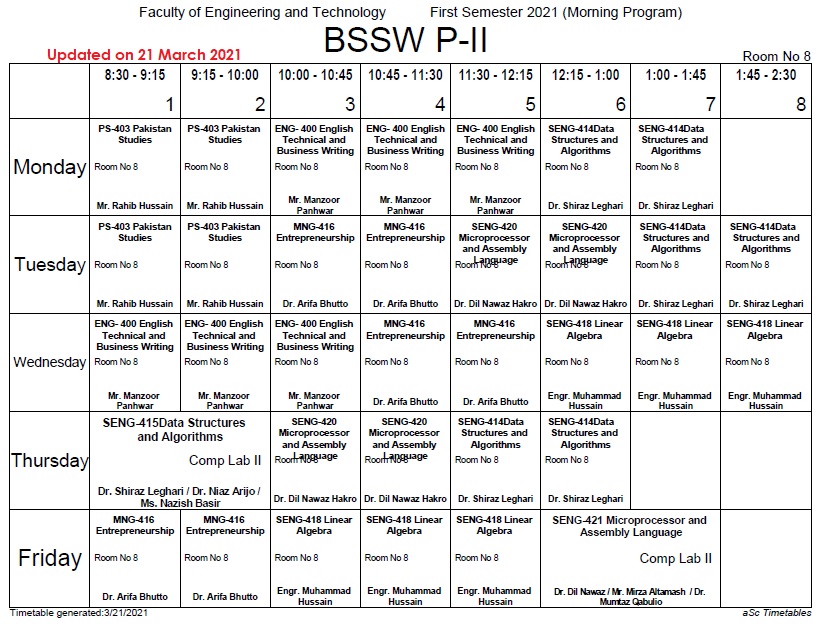 Faculty of Engineering and Technology First Semester 2021 (Morning Program)
BSSW P-II
Updated on 21 March 2021
Room No 8
8:30 - 9:15 9:15 - 10:00 10:00 - 10:45 10:45 - 11:30 11:30 - 12:15 12:15 - 1:00 1:00 - 1:45 1:45 - 2:30
1 2 3 4 5 6 7 8
Monday
PS-403 Pakistan
Studies
Room No 8
Mr. Rahib Hussain
PS-403 Pakistan
Studies
Room No 8
Mr. Rahib Hussain
ENG- 400 English
Technical and
Business Writing
Room No 8
Mr. Manzoor
Panhwar
ENG- 400 English
Technical and
Business Writing
Room No 8
Mr. Manzoor
Panhwar
ENG- 400 English
Technical and
Business Writing
Room No 8
Mr. Manzoor
Panhwar
SENG-414Data
Structures and
Algorithms
Room No 8
Dr. Shiraz Leghari
SENG-414Data
Structures and
Algorithms
Room No 8
Dr. Shiraz Leghari
Tuesday
PS-403 Pakistan
Studies
Room No 8
Mr. Rahib Hussain
PS-403 Pakistan
Studies
Room No 8
Mr. Rahib Hussain
MNG-416
Entrepreneurship
Room No 8
Dr. Arifa Bhutto
MNG-416
Entrepreneurship
Room No 8
Dr. Arifa Bhutto
SENG-420
Microprocessor
and Assembly
Language
Room No 8
Dr. Dil Nawaz Hakro
SENG-420
Microprocessor
and Assembly
Language
Room No 8
Dr. Dil Nawaz Hakro
SENG-414Data
Structures and
Algorithms
Room No 8
Dr. Shiraz Leghari
SENG-414Data
Structures and
Algorithms
Room No 8
Dr. Shiraz Leghari
Wednesday
ENG- 400 English
Technical and
Business Writing
Room No 8
Mr. Manzoor
Panhwar
ENG- 400 English
Technical and
Business Writing
Room No 8
Mr. Manzoor
Panhwar
ENG- 400 English
Technical and
Business Writing
Room No 8
Mr. Manzoor
Panhwar
MNG-416
Entrepreneurship
Room No 8
Dr. Arifa Bhutto
MNG-416
Entrepreneurship
Room No 8
Dr. Arifa Bhutto
SENG-418 Linear
Algebra
Room No 8
Engr. Muhammad
Hussain
SENG-418 Linear
Algebra
Room No 8
Engr. Muhammad
Hussain
SENG-418 Linear
Algebra
Room No 8
Engr. Muhammad
Hussain
Thursday
SENG-415Data Structures
and Algorithms
Comp Lab II
Dr. Shiraz Leghari / Dr. Niaz Arijo /
Ms. Nazish Basir
SENG-420
Microprocessor
and Assembly
Language
Room No 8
Dr. Dil Nawaz Hakro
SENG-420
Microprocessor
and Assembly
Language
Room No 8
Dr. Dil Nawaz Hakro
SENG-414Data
Structures and
Algorithms
Room No 8
Dr. Shiraz Leghari
SENG-414Data
Structures and
Algorithms
Room No 8
Dr. Shiraz Leghari
Friday
MNG-416
Entrepreneurship
Room No 8
Dr. Arifa Bhutto
MNG-416
Entrepreneurship
Room No 8
Dr. Arifa Bhutto
SENG-418 Linear
Algebra
Room No 8
Engr. Muhammad
Hussain
SENG-418 Linear
Algebra
Room No 8
Engr. Muhammad
Hussain
SENG-418 Linear
Algebra
Room No 8
Engr. Muhammad
Hussain
SENG-421 Microprocessor and
Assembly Language
Comp Lab II
Dr. Dil Nawaz / Mr. Mirza Altamash / Dr.
Mumtaz Qabulio
Timetable generated:3/21/2021
aSc Timetables